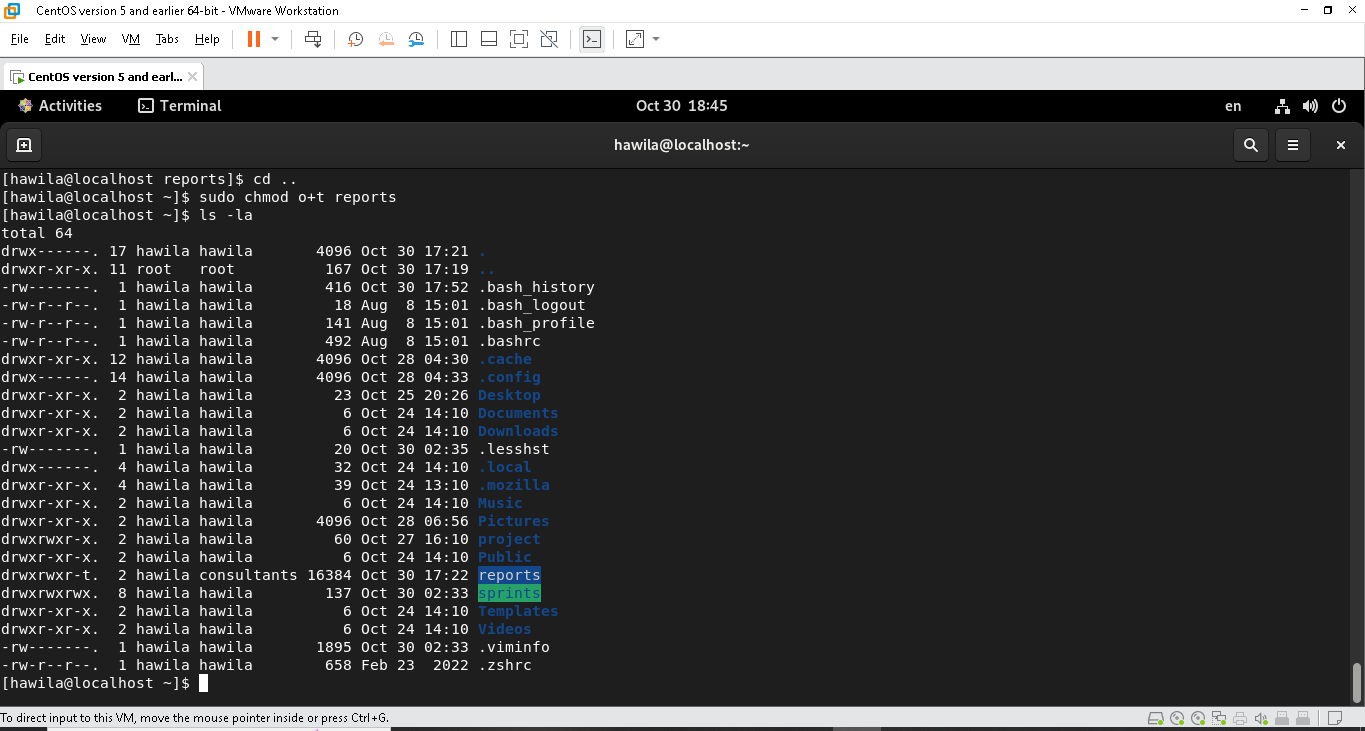 CentOS version 5 and earlier 64-bit - VMware Workstation
File Edit View VM Tabs Help
CentOS version 5 and earl...
Activities Terminal Oct 30 18:45 en
hawila@localhost:~
[hawila@localhost reports]$ cd ..
[hawila@localhost ~]$ sudo chmod o+t reports
[hawila@localhost ~]$ ls -la
total 64
drwx------. 17 hawila hawila 4096 Oct 30 17:21 .
drwxr-xr-x. 11 root root 167 Oct 30 17:19 ..
-rw-------. 1 hawila hawila 416 Oct 30 17:52 .bash_history
-rw-r--r--. 1 hawila hawila 18 Aug 8 15:01 .bash_logout
-rw-r--r--. 1 hawila hawila 141 Aug 8 15:01 .bash_profile
-rw-r--r--. 1 hawila hawila 492 Aug 8 15:01 .bashrc
drwxr-xr-x. 12 hawila hawila 4096 Oct 28 04:30 .cache
drwx------. 14 hawila hawila 4096 Oct 28 04:33 .config
drwxr-xr-x. 2 hawila hawila 23 Oct 25 20:26 Desktop
drwxr-xr-x. 2 hawila hawila 6 Oct 24 14:10 Documents
drwxr-xr-x. 2 hawila hawila 6 Oct 24 14:10 Downloads
-rw-------. 1 hawila hawila 20 Oct 30 02:35 .lesshst
drwx------. 4 hawila hawila 32 Oct 24 14:10 .local
drwxr-xr-x. 4 hawila hawila 39 Oct 24 13:10 .mozilla
drwxr-xr-x. 2 hawila hawila 6 Oct 24 14:10 Music
drwxr-xr-x. 2 hawila hawila 4096 Oct 28 06:56 Pictures
drwxrwxr-x. 2 hawila hawila 60 Oct 27 16:10 project
drwxr-xr-x. 2 hawila hawila 6 Oct 24 14:10 Public
drwxrwxr-t. 2 hawila consultants 16384 Oct 30 17:22 reports
drwxrwxrwx. 8 hawila hawila 137 Oct 30 02:33 sprints
drwxr-xr-x. 2 hawila hawila 6 Oct 24 14:10 Templates
drwxr-xr-x. 2 hawila hawila 6 Oct 24 14:10 Videos
-rw-------. 1 hawila hawila 1895 Oct 30 02:33 .viminfo
-rw-r--r--. 1 hawila hawila 658 Feb 23 2022 .zshrc
[hawila@localhost ~]$
To direct input to this VM, move the mouse pointer inside or press Ctrl+G.